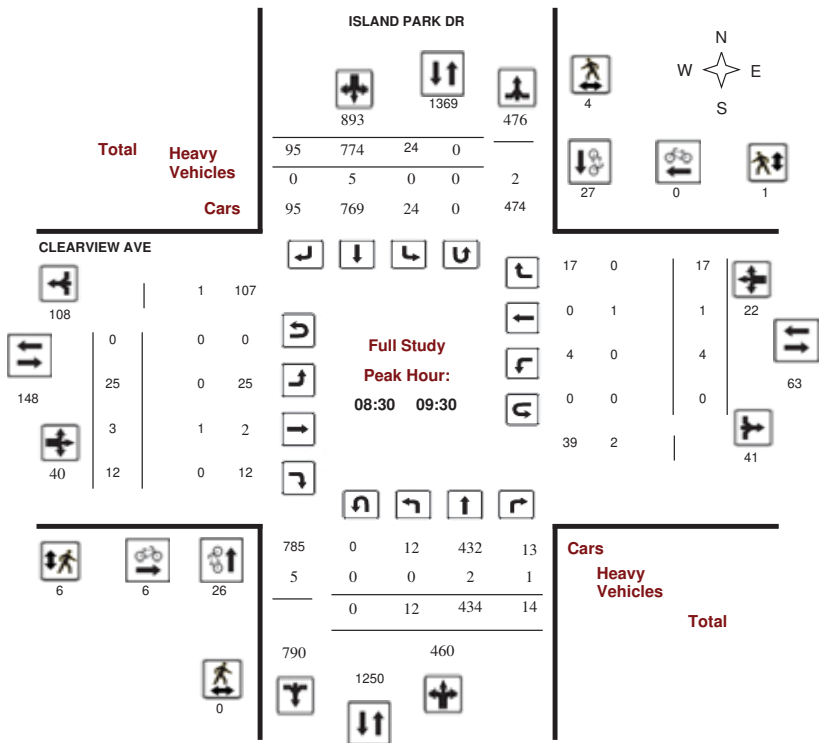 ISLAND PARK DR
N
W E
S
1369
4
893 476
Total Heavy Vehicles
95 774 24 0
0 5 0 0 2
27 0 1
Cars 95 769 24 0 474
CLEARVIEW AVE
17 0 17
1 107
108
0 1 1 22
0 0 0
Full Study
Peak Hour:
08:30 09:30
4 0 4
63
148
25 0 25
0 0 0
3 1 2
39 2
41
40
12 0 12
785 0 12 432 13 Cars
5 0 0 2 1 Heavy Vehicles
6 6 26
0 12 434 14
Total
790 460
1250
0